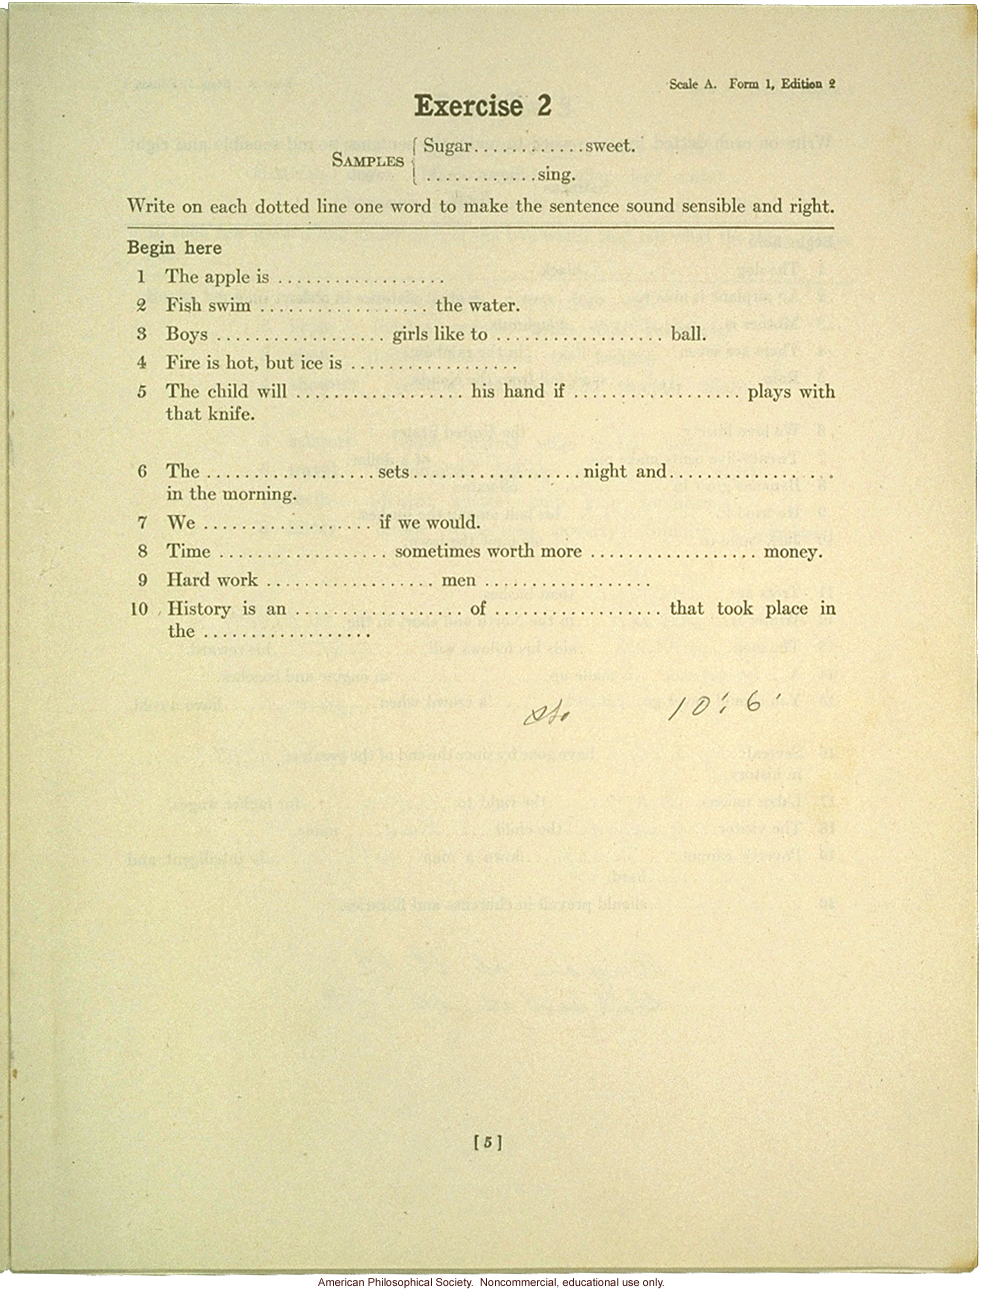 Scale A. Form 1, Edition 2
Exercise 2
SAMPLES { Sugar............sweet.
............sing.
Write on each dotted line one word to make the sentence sound sensible and right.
Begin here
1 The apple is .................
2 Fish swim ................. the water.
3 Boys ................. girls like to ................. ball.
4 Fire is hot, but ice is .................
5 The child will ................. his hand if ................. plays with
that knife.
6 The .................sets.................night and.................
in the morning.
7 We ................. if we would.
8 Time ................. sometimes worth more ................. money.
9 Hard work ................. men .................
10 History is an ................. of ................. that took place in
the .................
10:6
[5]
American Philosophical Society. Noncommercial, educational use only.